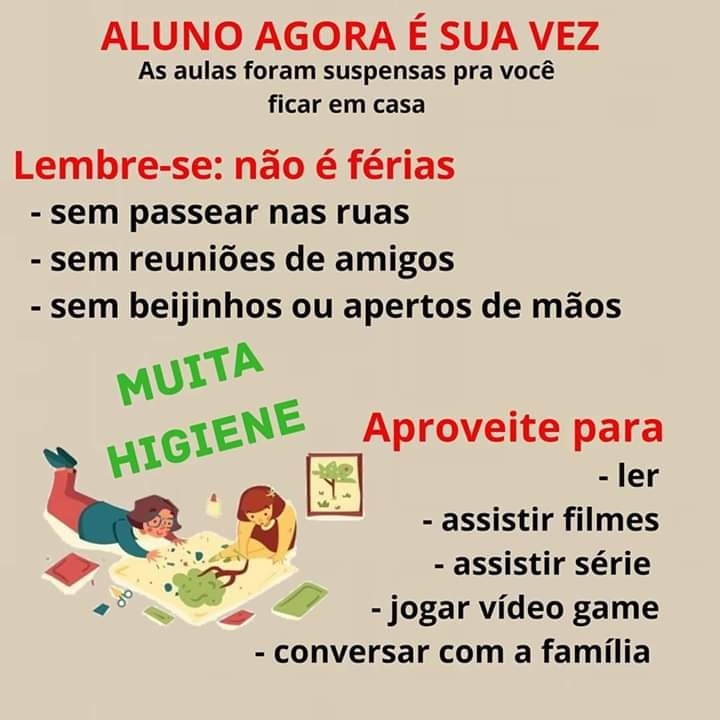 ALUNO AGORA É SUA VEZ
As aulas foram suspensas pra você
ficar em casa
Lembre-se: não é férias
- sem passear nas ruas
- sem reuniões de amigos
- sem beijinhos ou apertos de mãos
MUITA
HIGIENE
Aproveite para
- ler
- assistir filmes
- assistir série
- jogar vídeo game
- conversar com a família